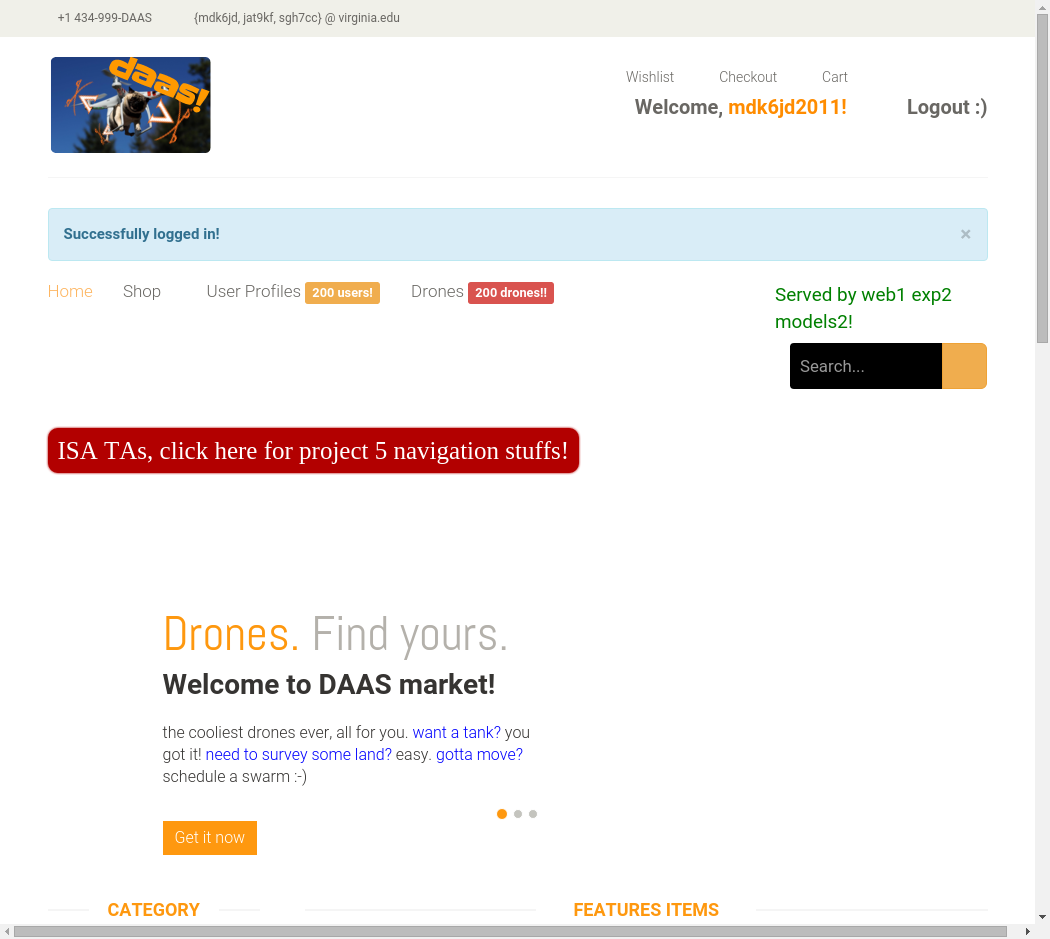 +1 434-999-DAAS {mdk6jd, jat9kf, sgh7cc} @ virginia.edu
daas!
Wishlist Checkout Cart
Welcome, mdk6jd2011! Logout :)
Successfully logged in! ×
Home Shop User Profiles 200 users! Drones 200 drones!!
Served by web1 exp2
models2!
Search...
ISA TAs, click here for project 5 navigation stuffs!
Drones. Find yours.
Welcome to DAAS market!
the cooliest drones ever, all for you. want a tank? you
got it! need to survey some land? easy. gotta move?
schedule a swarm :-)
Get it now
CATEGORY FEATURES ITEMS